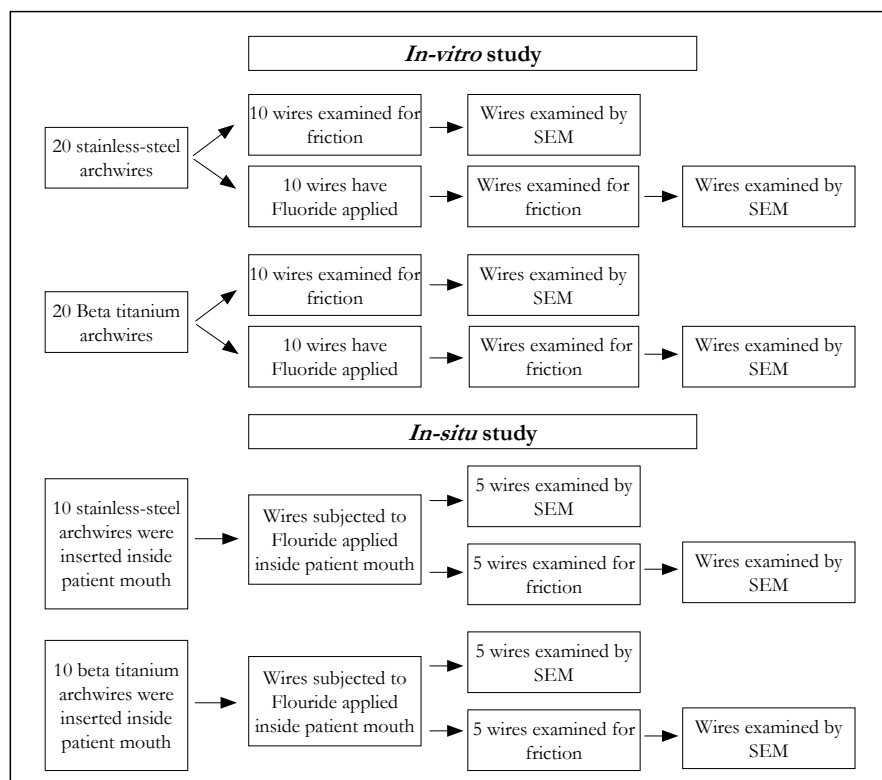 In-vitro study
20 stainless-steel
archwires
10 wires examined for
friction
Wires examined by
SEM
10 wires have
Fluoride applied
Wires examined for
friction
Wires examined by
SEM
20 Beta titanium
archwires
10 wires examined for
friction
Wires examined by
SEM
10 wires have
Fluoride applied
Wires examined for
friction
Wires examined by
SEM
In-situ study
10 stainless-steel
archwires were
inserted inside
patient mouth
Wires subjected to
Flouride applied
inside patient mouth
5 wires examined by
SEM
5 wires examined for
friction
Wires examined by
SEM
10 beta titanium
archwires were
inserted inside
patient mouth
Wires subjected to
Flouride applied
inside patient mouth
5 wires examined by
SEM
5 wires examined for
friction
Wires examined by
SEM